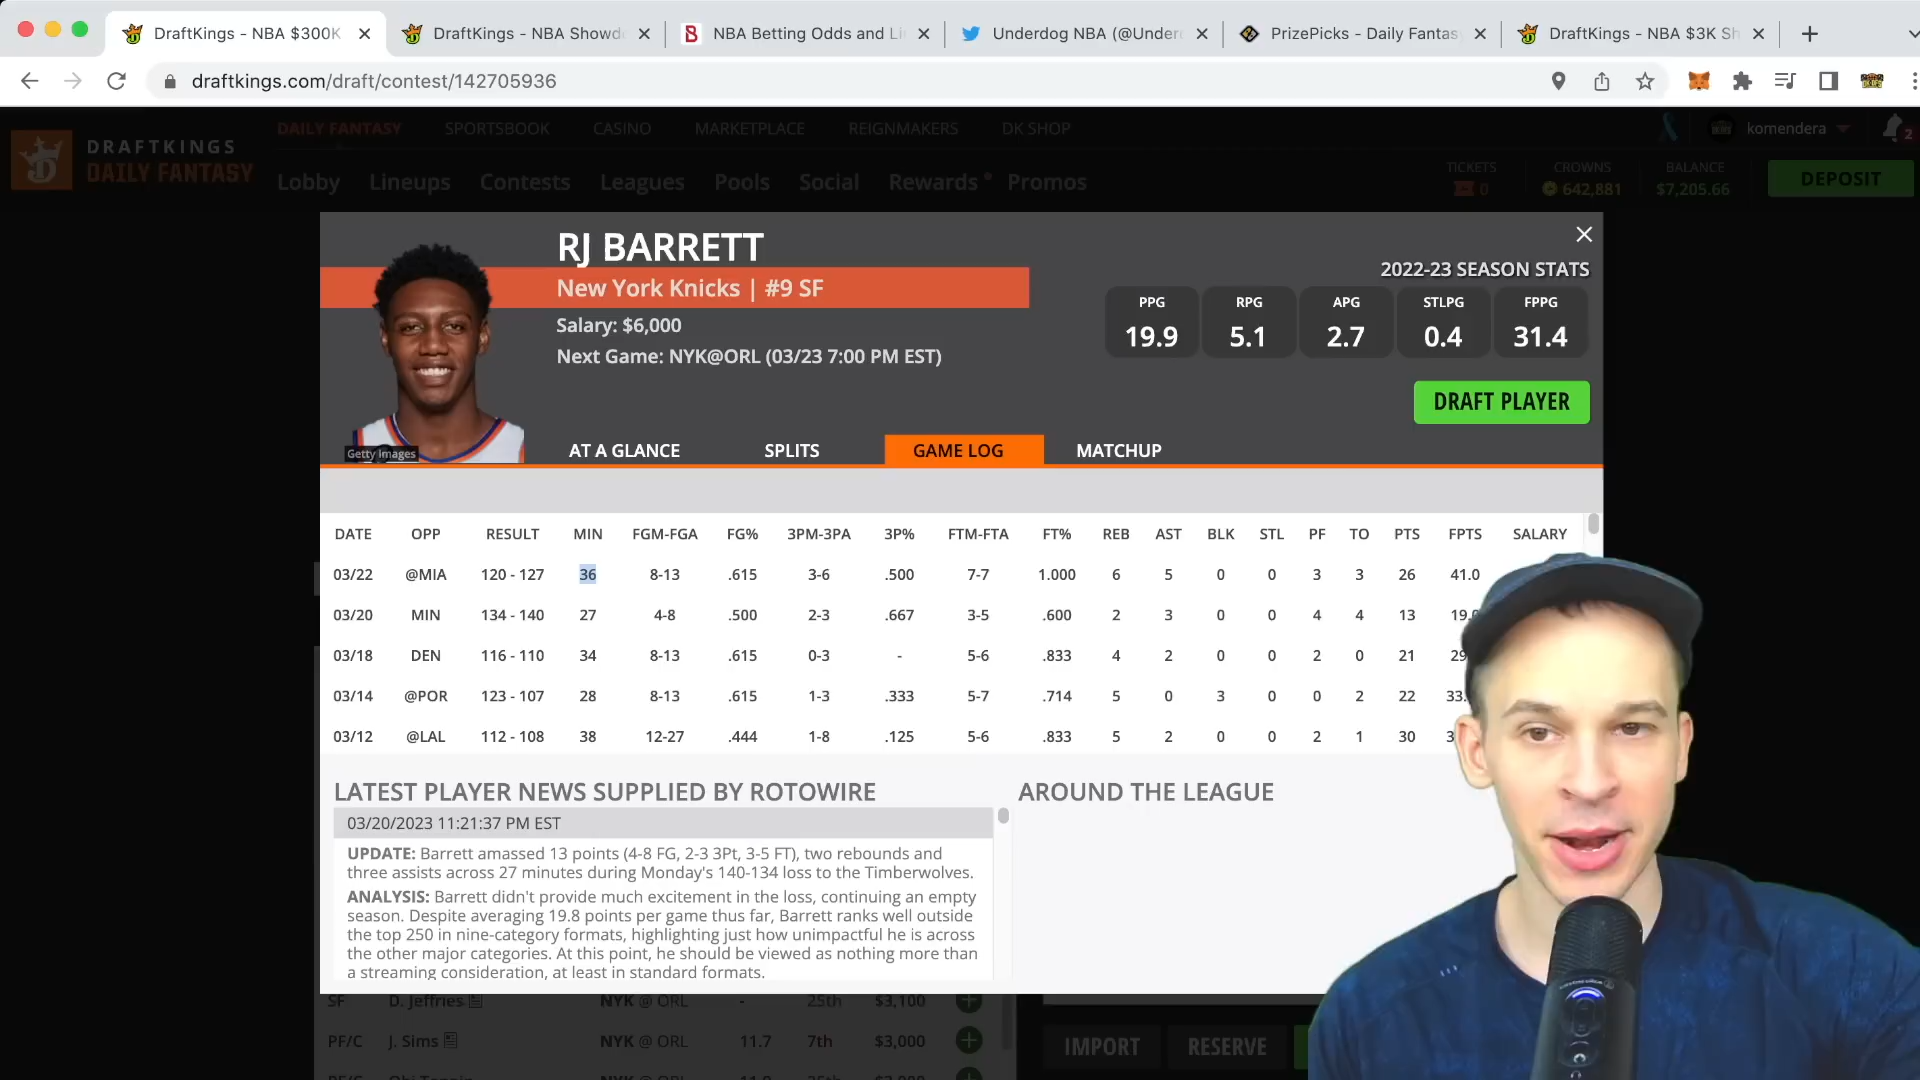 DraftKings - NBA $300K
DraftKings - NBA Showd
NBA Betting Odds and Li
Underdog NBA (@Under
PrizePicks - Daily Fantas
DraftKings - NBA $3K Sh
draftkings.com/draft/contest/142705936
DRAFTKINGS
DAILY FANTASY
DAILY FANTASY SPORTSBOOK CASINO MARKETPLACE REIGNMAKERS DK SHOP
komendera
2
Lobby Lineups Contests Leagues Pools Social Rewards Promos
TICKETS CROWNS BALANCE
0 642,881 $7,205.66
DEPOSIT
RJ BARRETT
New York Knicks | #9 SF
Salary: $6,000
Next Game: NYK@ORL (03/23 7:00 PM EST)
Getty Images
2022-23 SEASON STATS
PPG RPG APG STLPG FPPG
19.9 5.1 2.7 0.4 31.4
DRAFT PLAYER
AT A GLANCE SPLITS GAME LOG MATCHUP
DATE OPP RESULT MIN FGM-FGA FG% 3PM-3PA 3P% FTM-FTA FT% REB AST BLK STL PF TO PTS FPTS SALARY
03/22 @MIA 120 - 127 36 8-13 .615 3-6 .500 7-7 1.000 6 5 0 0 3 3 26 41.0
03/20 MIN 134 - 140 27 4-8 .500 2-3 .667 3-5 .600 2 3 0 0 4 4 13 19.
03/18 DEN 116 - 110 34 8-13 .615 0-3 - 5-6 .833 4 2 0 0 2 0 21 29
03/14 @POR 123 - 107 28 8-13 .615 1-3 .333 5-7 .714 5 0 3 0 0 2 22 33.
03/12 @LAL 112 - 108 38 12-27 .444 1-8 .125 5-6 .833 5 2 0 0 2 1 30 3
LATEST PLAYER NEWS SUPPLIED BY ROTOWIRE
03/20/2023 11:21:37 PM EST
UPDATE: Barrett amassed 13 points (4-8 FG, 2-3 3Pt, 3-5 FT), two rebounds and
three assists across 27 minutes during Monday's 140-134 loss to the Timberwolves.
ANALYSIS: Barrett didn't provide much excitement in the loss, continuing an empty
season. Despite averaging 19.8 points per game thus far, Barrett ranks well outside
the top 250 in nine-category formats, highlighting just how unimpactful he is across
the other major categories. At this point, he should be viewed as nothing more than
a streaming consideration, at least in standard formats.
AROUND THE LEAGUE
SF D. Jeffries NYK @ ORL - 25th $3,100
PF/C J. Sims NYK @ ORL 11.7 7th $3,000
IMPORT RESERVE